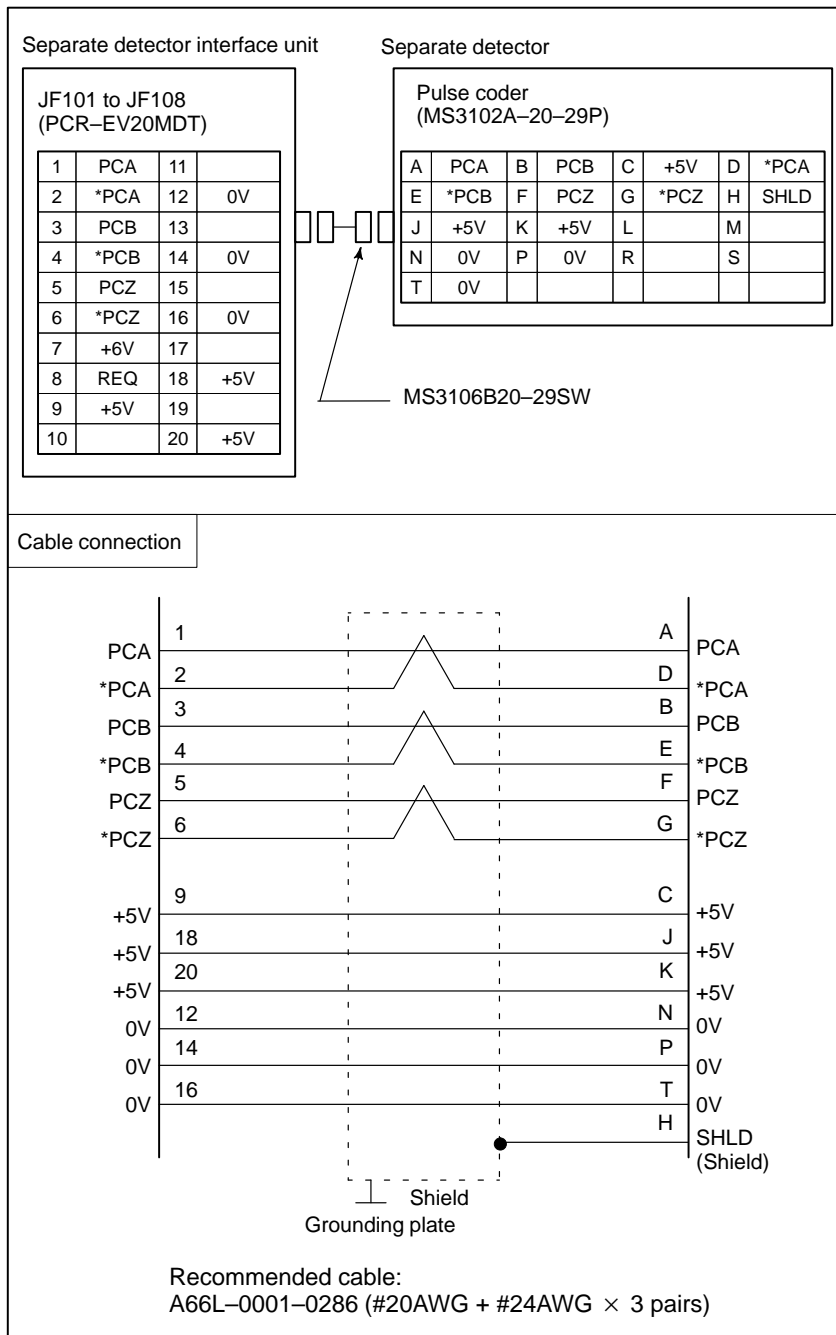 Separate detector interface unit
Separate detector
JF101 to JF108
(PCR–EV20MDT)
1 PCA 11
2 *PCA 12 0V
3 PCB 13
4 *PCB 14 0V
5 PCZ 15
6 *PCZ 16 0V
7 +6V 17
8 REQ 18 +5V
9 +5V 19
10 20 +5V
Pulse coder
(MS3102A–20–29P)
A PCA B PCB C +5V D *PCA
E *PCB F PCZ G *PCZ H SHLD
J +5V K +5V L M
N 0V P 0V R S
T 0V
MS3106B20–29SW
Cable connection
PCA 1 A PCA
*PCA 2 D *PCA
PCB 3 B PCB
*PCB 4 E *PCB
PCZ 5 F PCZ
*PCZ 6 G *PCZ
+5V 9 C +5V
+5V 18 J +5V
+5V 20 K +5V
0V 12 N 0V
0V 14 P 0V
0V 16 T 0V
H SHLD
(Shield)
Shield
Grounding plate
Recommended cable:
A66L–0001–0286 (#20AWG + #24AWG × 3 pairs)